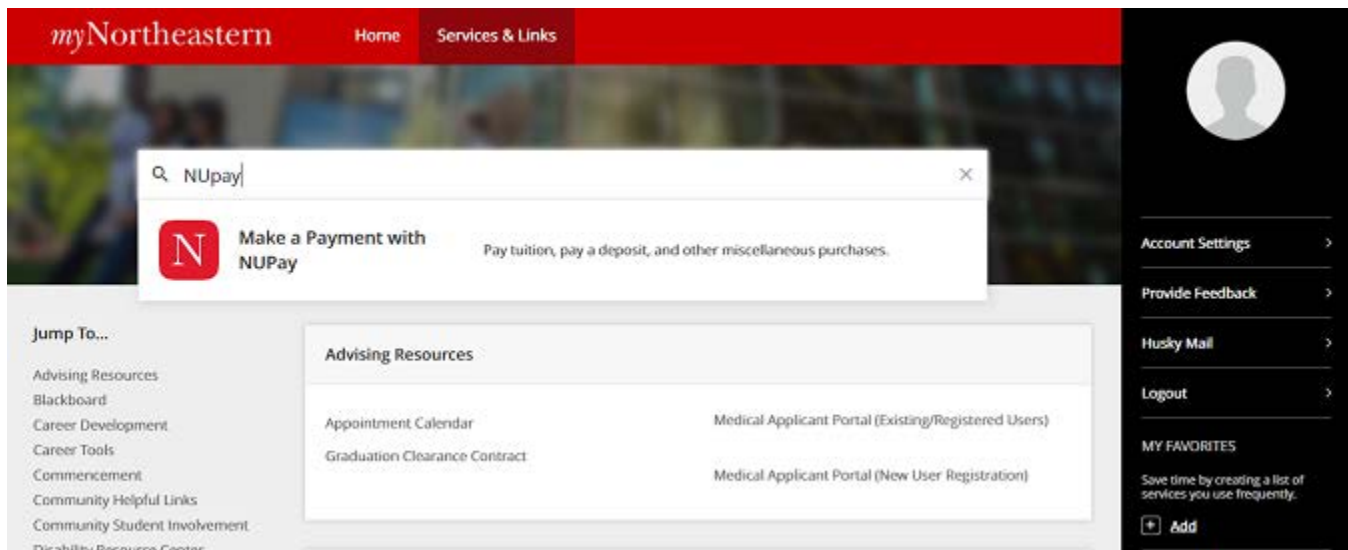 myNortheastern
Home
Services & Links
NUpay
N
Make a Payment with
NUPay
Pay tuition, pay a deposit, and other miscellaneous purchases.
Jump To...
Advising Resources
Blackboard
Career Development
Career Tools
Commencement
Community Helpful Links
Community Student Involvement
Disability Resource Center
Advising Resources
Appointment Calendar
Graduation Clearance Contract
Medical Applicant Portal (Existing/Registered Users)
Medical Applicant Portal (New User Registration)
Account Settings
Provide Feedback
Husky Mail
Logout
MY FAVORITES
Save time by creating a list of
services you use frequently.
+ Add